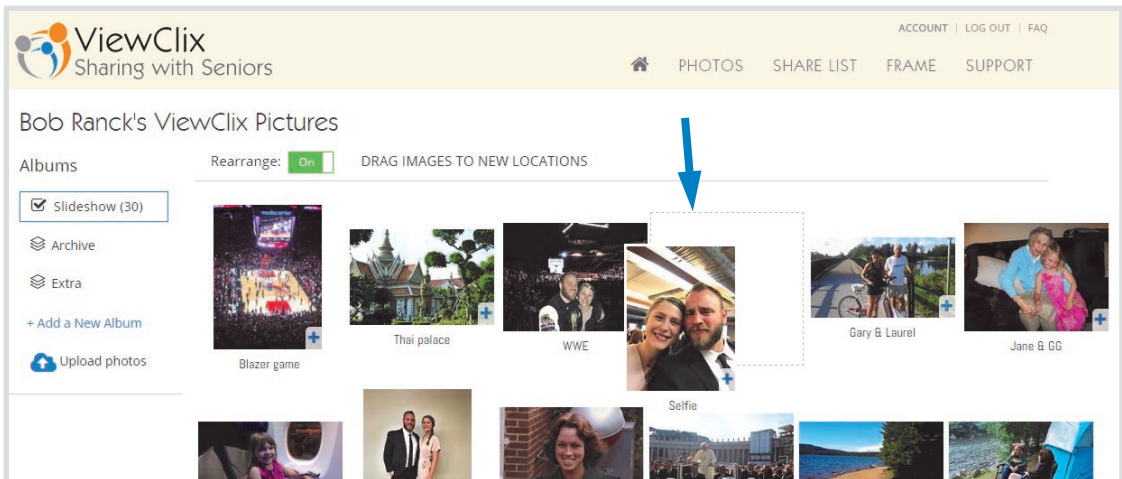 ViewClix
Sharing with Seniors
ACCOUNT | LOG OUT | FAQ
PHOTOS SHARE LIST FRAME SUPPORT
Bob Ranck's ViewClix Pictures
Albums
Rearrange: On DRAG IMAGES TO NEW LOCATIONS
Slideshow (30)
Archive
Extra
+ Add a New Album
Upload photos
modacenter
Blazer game
Thai palace
WWE
Selfie
Gary & Laurel
Jane & GG